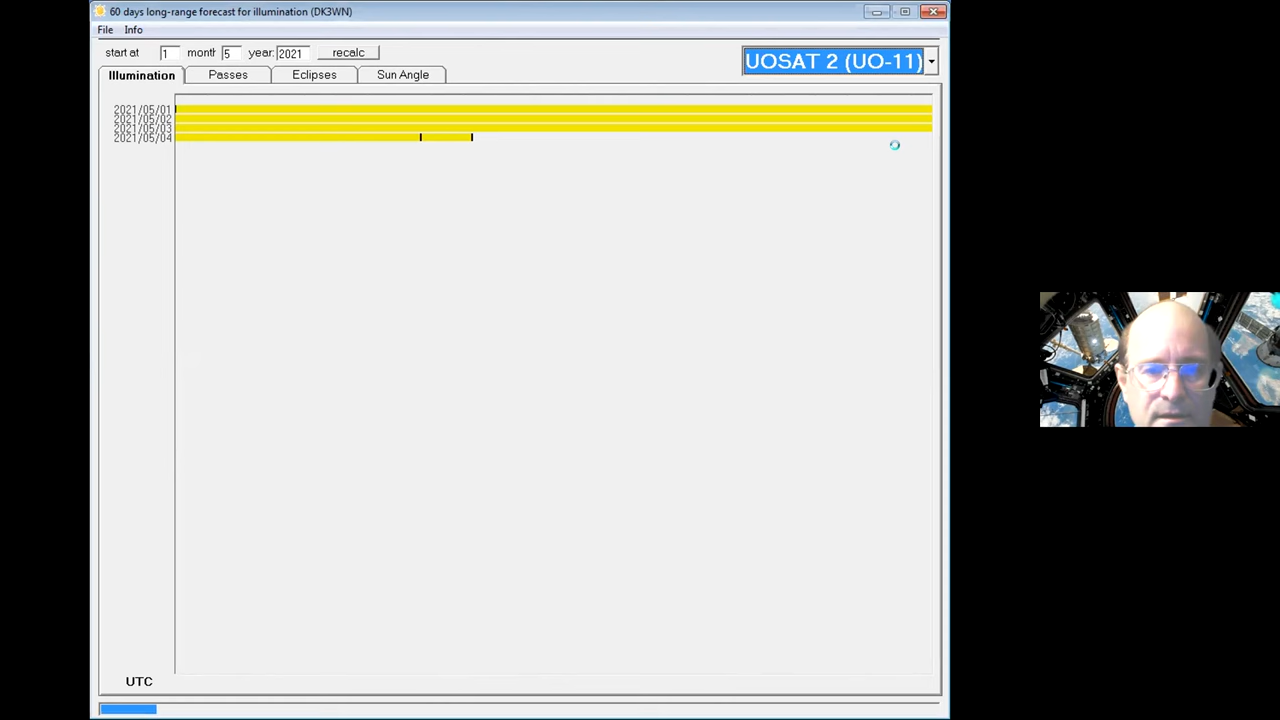 60 days long-range forecast for illumination (DK3WN)
File Info
start at 1 month 5 year: 2021 recalc
UOSAT 2 (UO-11)
Illumination Passes Eclipses Sun Angle
2021/05/01
2021/05/02
2021/05/03
2021/05/04
UTC